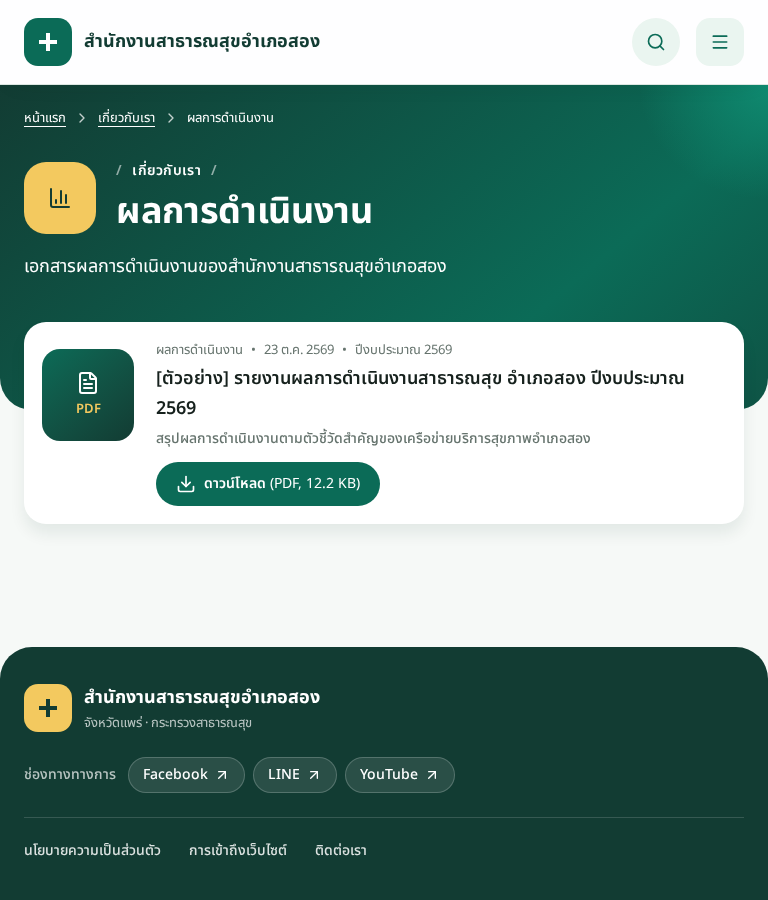 สำนักงานสาธารณสุขอำเภอสอง
หน้าแรก
เกี่ยวกับเรา
ผลการดำเนินงาน
/ เกี่ยวกับเรา /
ผลการดำเนินงาน
เอกสารผลการดำเนินงานของสำนักงานสาธารณสุขอำเภอสอง
PDF
ผลการดำเนินงาน • 23 ต.ค. 2569 • ปีงบประมาณ 2569
[ตัวอย่าง] รายงานผลการดำเนินงานสาธารณสุข อำเภอสอง ปีงบประมาณ
2569
สรุปผลการดำเนินงานตามตัวชี้วัดสำคัญของเครือข่ายบริการสุขภาพอำเภอสอง
ดาวน์โหลด (PDF, 12.2 KB)
สำนักงานสาธารณสุขอำเภอสอง
จังหวัดแพร่ · กระทรวงสาธารณสุข
ช่องทางทางการ
Facebook
LINE
YouTube
นโยบายความเป็นส่วนตัว
การเข้าถึงเว็บไซต์
ติดต่อเรา